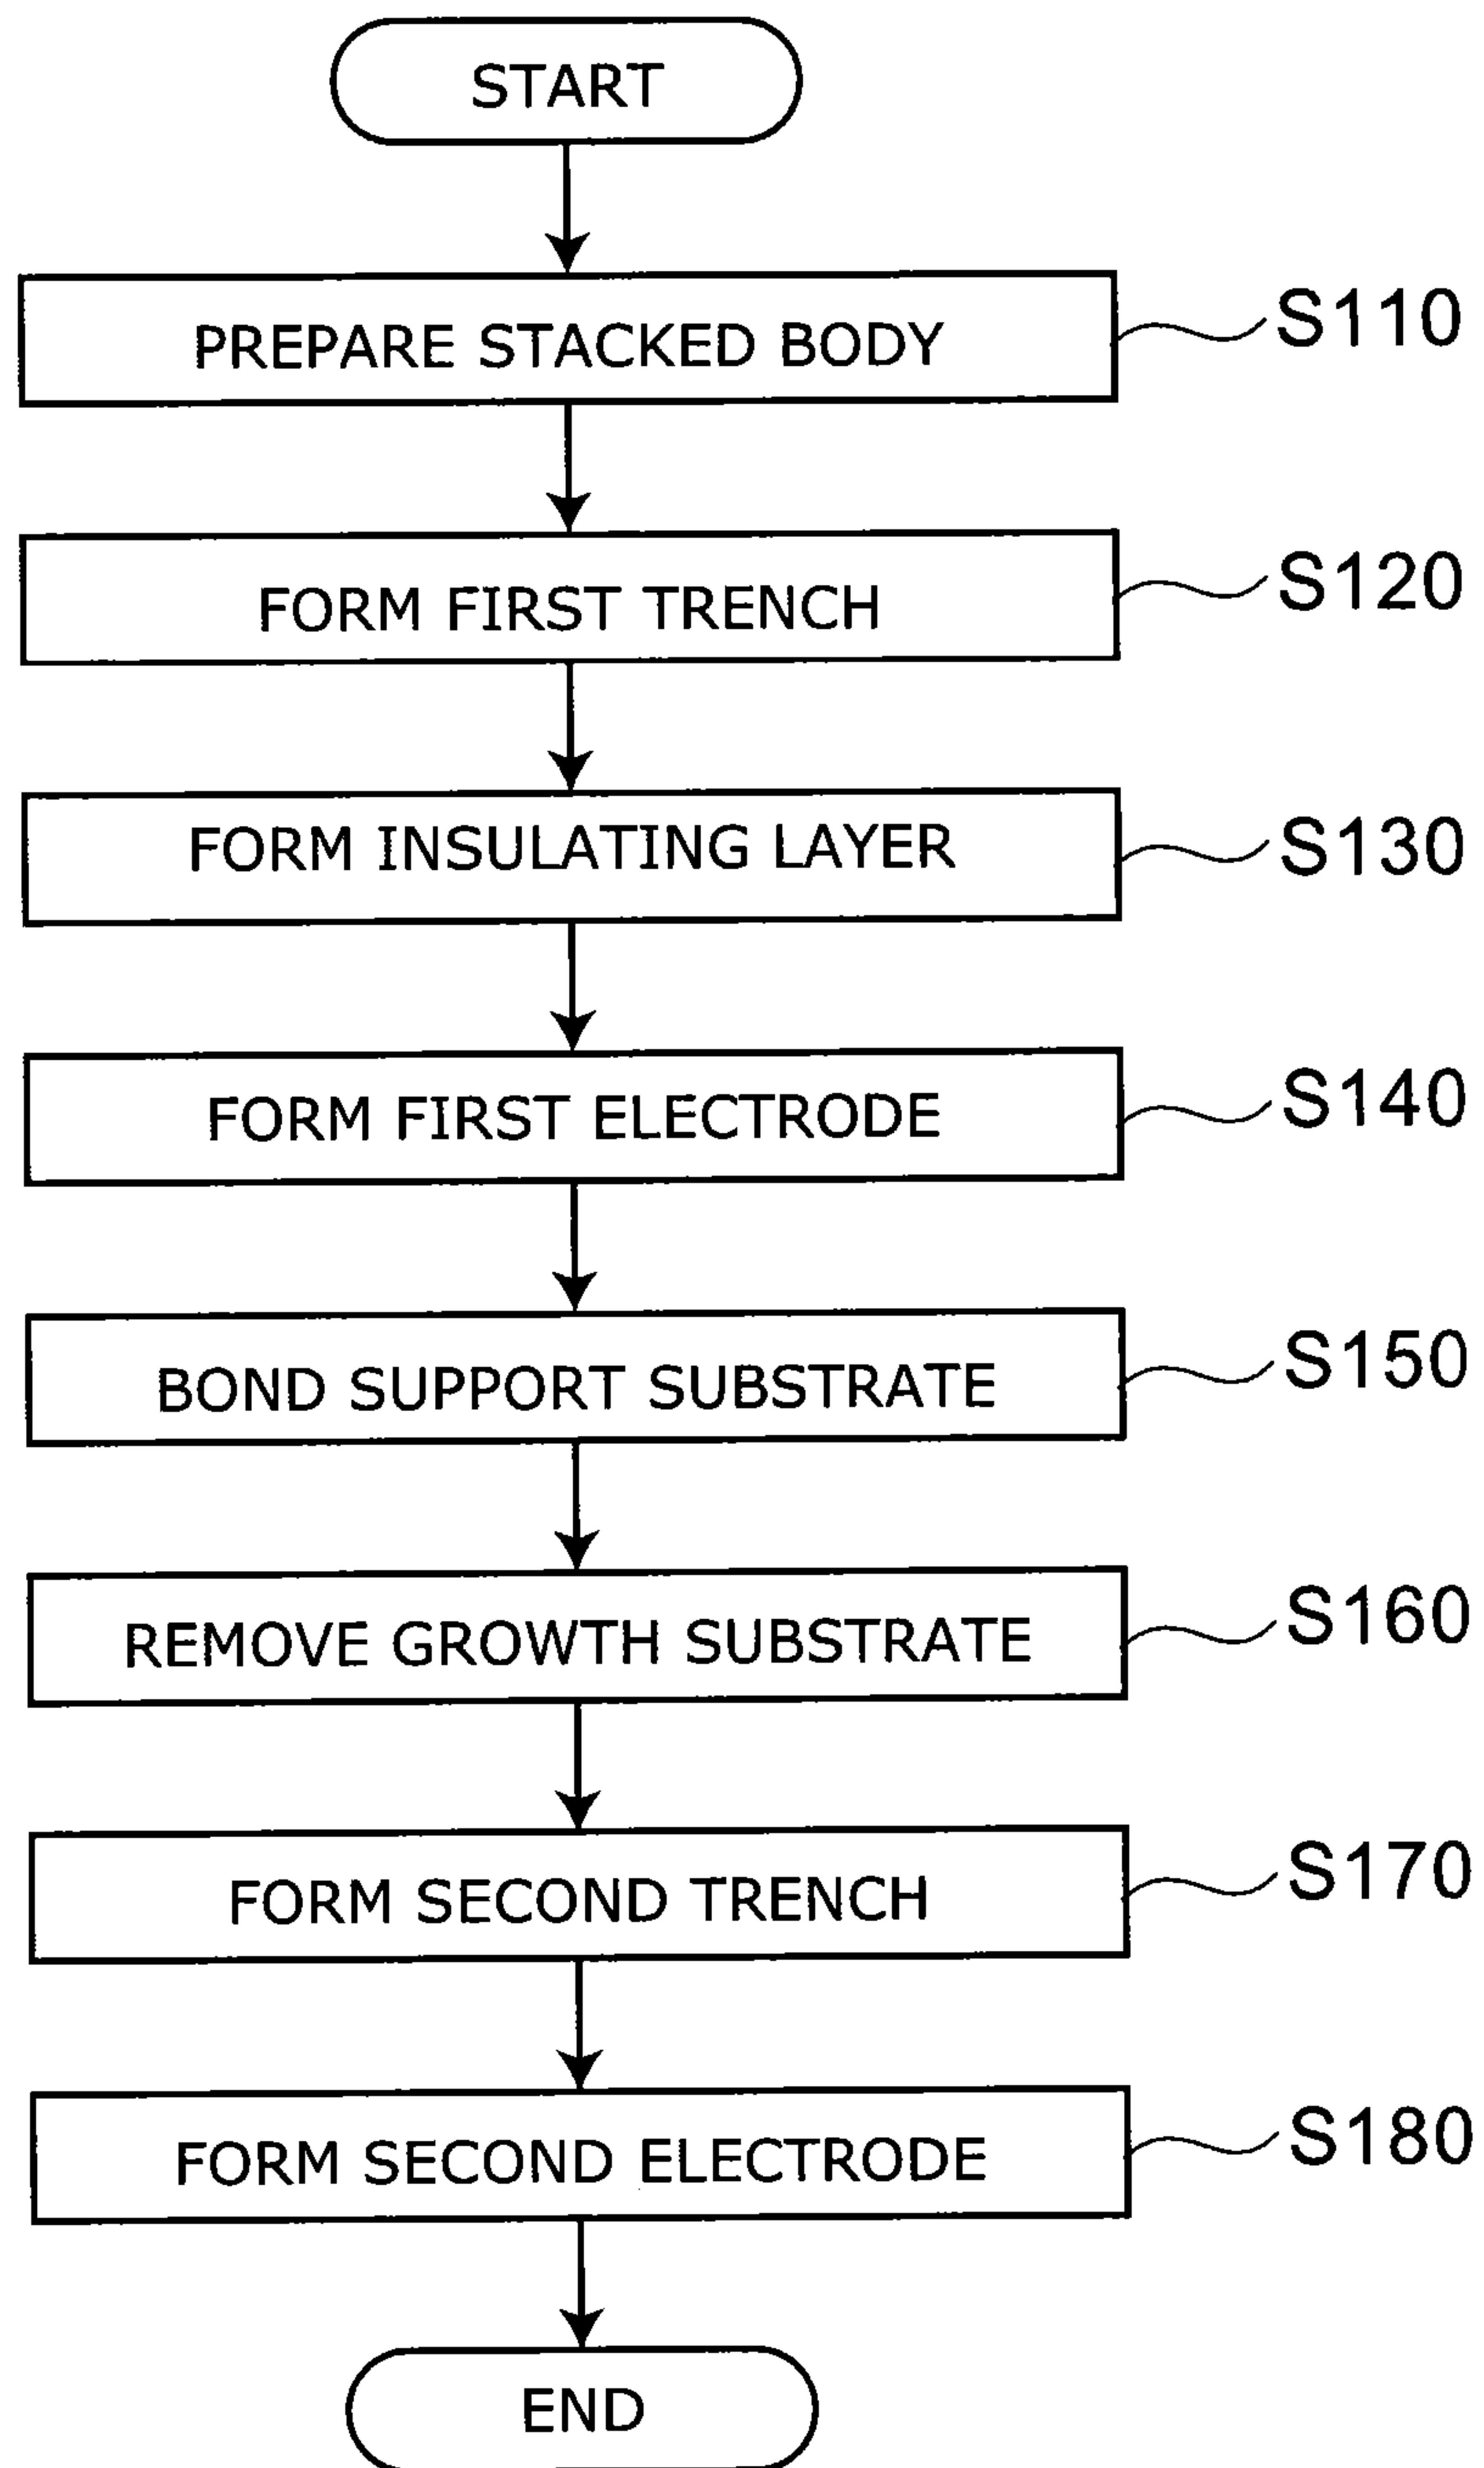 START
PREPARE STACKED BODY
S110
FORM FIRST TRENCH
S120
FORM INSULATING LAYER
S130
FORM FIRST ELECTRODE
S140
BOND SUPPORT SUBSTRATE
S150
REMOVE GROWTH SUBSTRATE
S160
FORM SECOND TRENCH
S170
FORM SECOND ELECTRODE
S180
END